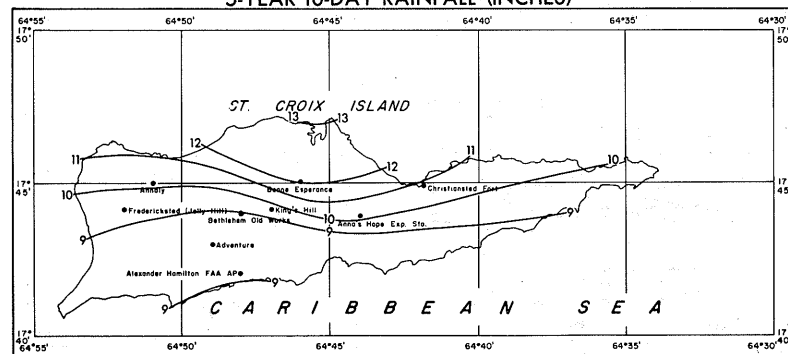 5-YEAR 10-DAY RAINFALL (INCHES)
64°55' 64°50' 64°45' 64°40' 64°34' 64°30'
17° 50' 17° 50'
ST. CROIX ISLAND
13 13
12 12
11 11
10 10
17° 45' 17° 45'
Annaly
Bonne Esperance
Christiansted Fort
Fredericksted (Jolly Hill)
King's Hill
10
Bethlehem Old Works
Anna's Hope Exp. Sta.
9 9 9
Adventure
Alexander Hamilton FAA AP
9 9
CARIBBEAN SEA
17° 40' 17° 40'
64°55' 64°50' 64°45' 64°40' 64°34' 64°30'